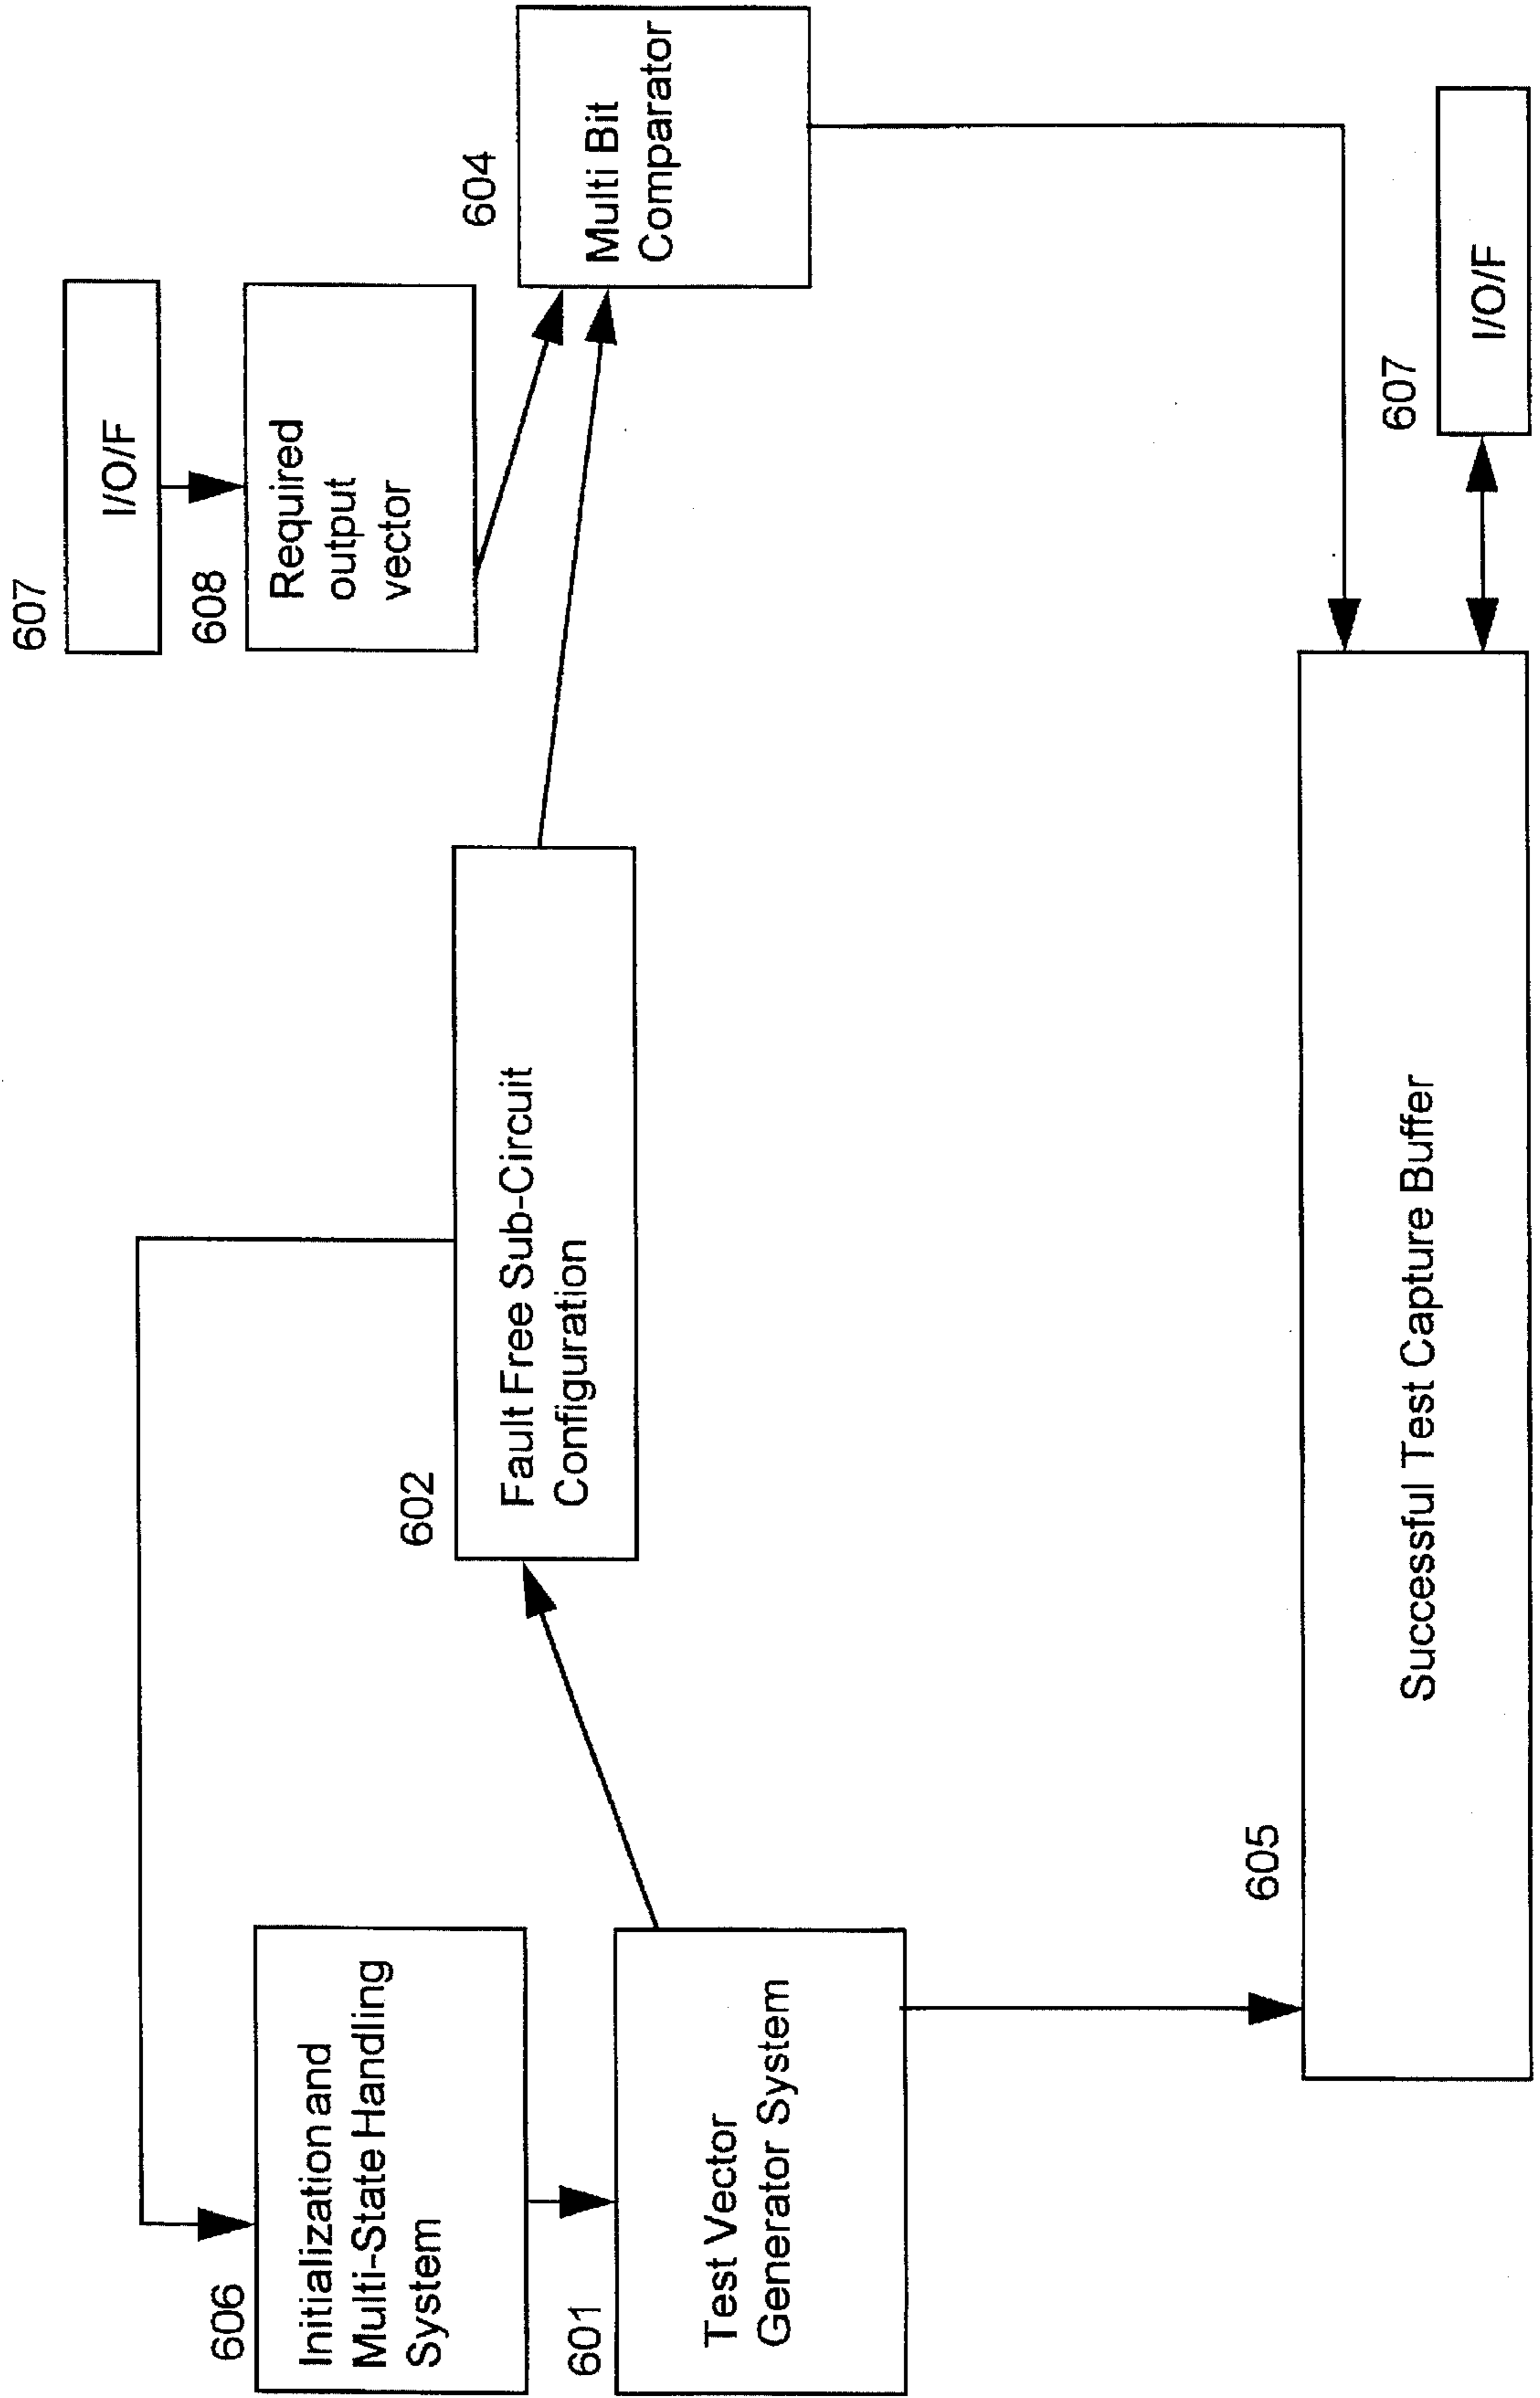 607
I/O/F
608
Required
output
vector
604
Multi Bit
Comparator
602
Fault Free Sub-Circuit
Configuration
606
Initialization and
Multi-State Handling
System
601
Test Vector
Generator System
605
Successful Test Capture Buffer
607
I/O/F